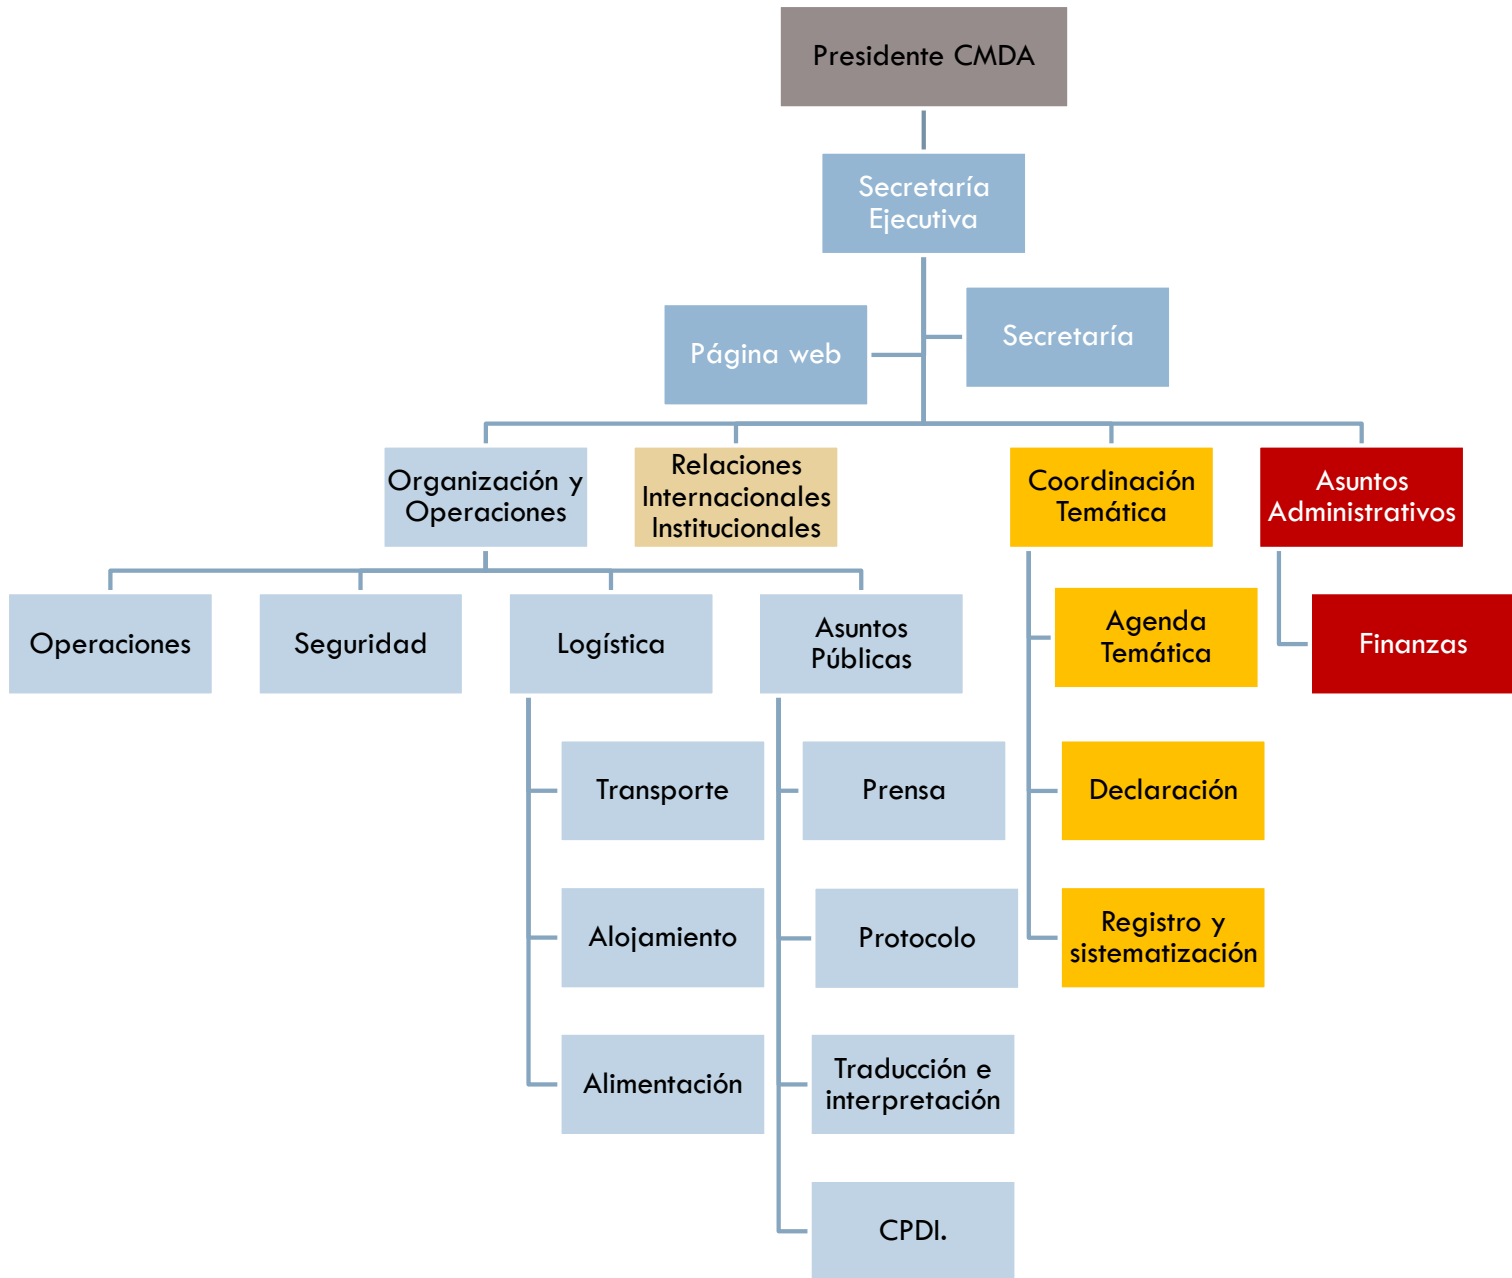 Presidente CMDA
Secretaría
Ejecutiva
Secretaría
Página web
Organización y
Operaciones
Relaciones
Internacionales
Institucionales
Coordinación
Temática
Asuntos
Administrativos
Operaciones
Seguridad
Logística
Asuntos
Públicas
Agenda
Temática
Finanzas
Transporte
Prensa
Declaración
Alojamiento
Protocolo
Registro y
sistematización
Alimentación
Traducción e
interpretación
CPDI.